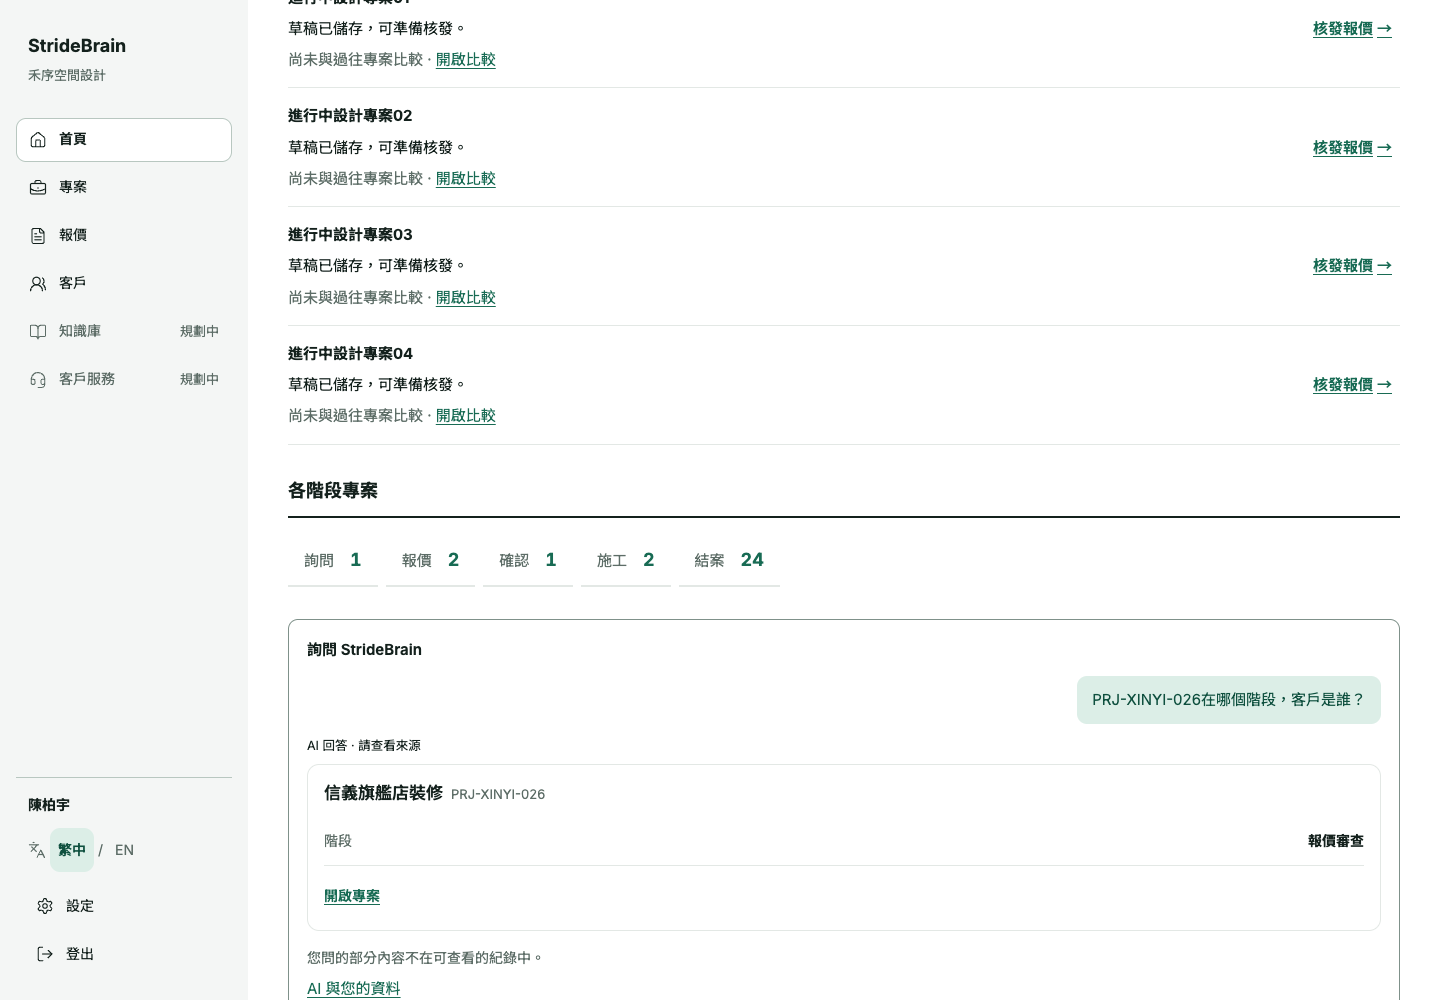 StrideBrain
禾序空間設計
首頁
專案
報價
客戶
知識庫 規劃中
客戶服務 規劃中
陳柏宇
繁中 / EN
設定
登出
進行中設計專案01
草稿已儲存，可準備核發。 核發報價 →
尚未與過往專案比較 · 開啟比較
進行中設計專案02
草稿已儲存，可準備核發。 核發報價 →
尚未與過往專案比較 · 開啟比較
進行中設計專案03
草稿已儲存，可準備核發。 核發報價 →
尚未與過往專案比較 · 開啟比較
進行中設計專案04
草稿已儲存，可準備核發。 核發報價 →
尚未與過往專案比較 · 開啟比較
各階段專案
詢問 1 報價 2 確認 1 施工 2 結案 24
詢問 StrideBrain
PRJ-XINYI-026在哪個階段，客戶是誰？
AI 回答 · 請查看來源
信義旗艦店裝修 PRJ-XINYI-026
階段 報價審查
開啟專案
您問的部分內容不在可查看的紀錄中。
AI 與您的資料